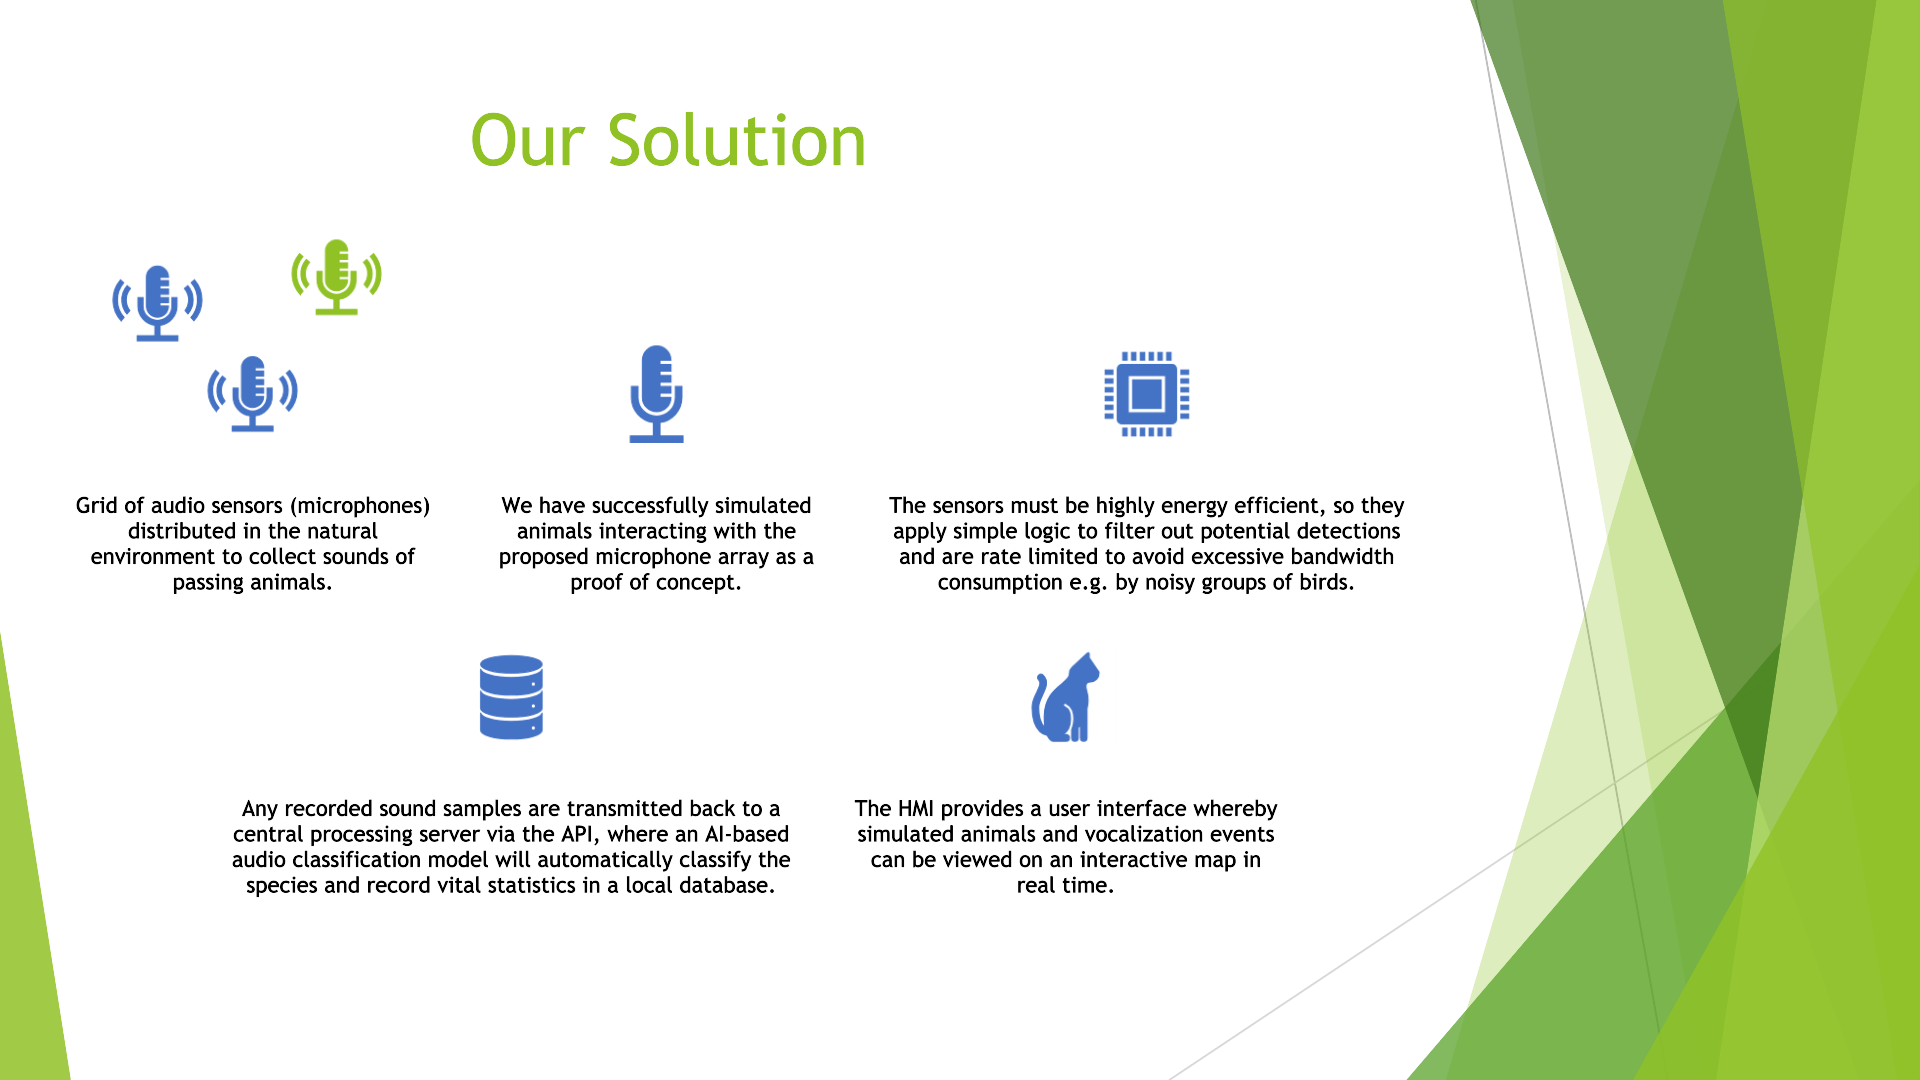 Our Solution
Grid of audio sensors (microphones)
distributed in the natural
environment to collect sounds of
passing animals.
We have successfully simulated
animals interacting with the
proposed microphone array as a
proof of concept.
The sensors must be highly energy efficient, so they
apply simple logic to filter out potential detections
and are rate limited to avoid excessive bandwidth
consumption e.g. by noisy groups of birds.
Any recorded sound samples are transmitted back to a
central processing server via the API, where an AI-based
audio classification model will automatically classify the
species and record vital statistics in a local database.
The HMI provides a user interface whereby
simulated animals and vocalization events
can be viewed on an interactive map in
real time.